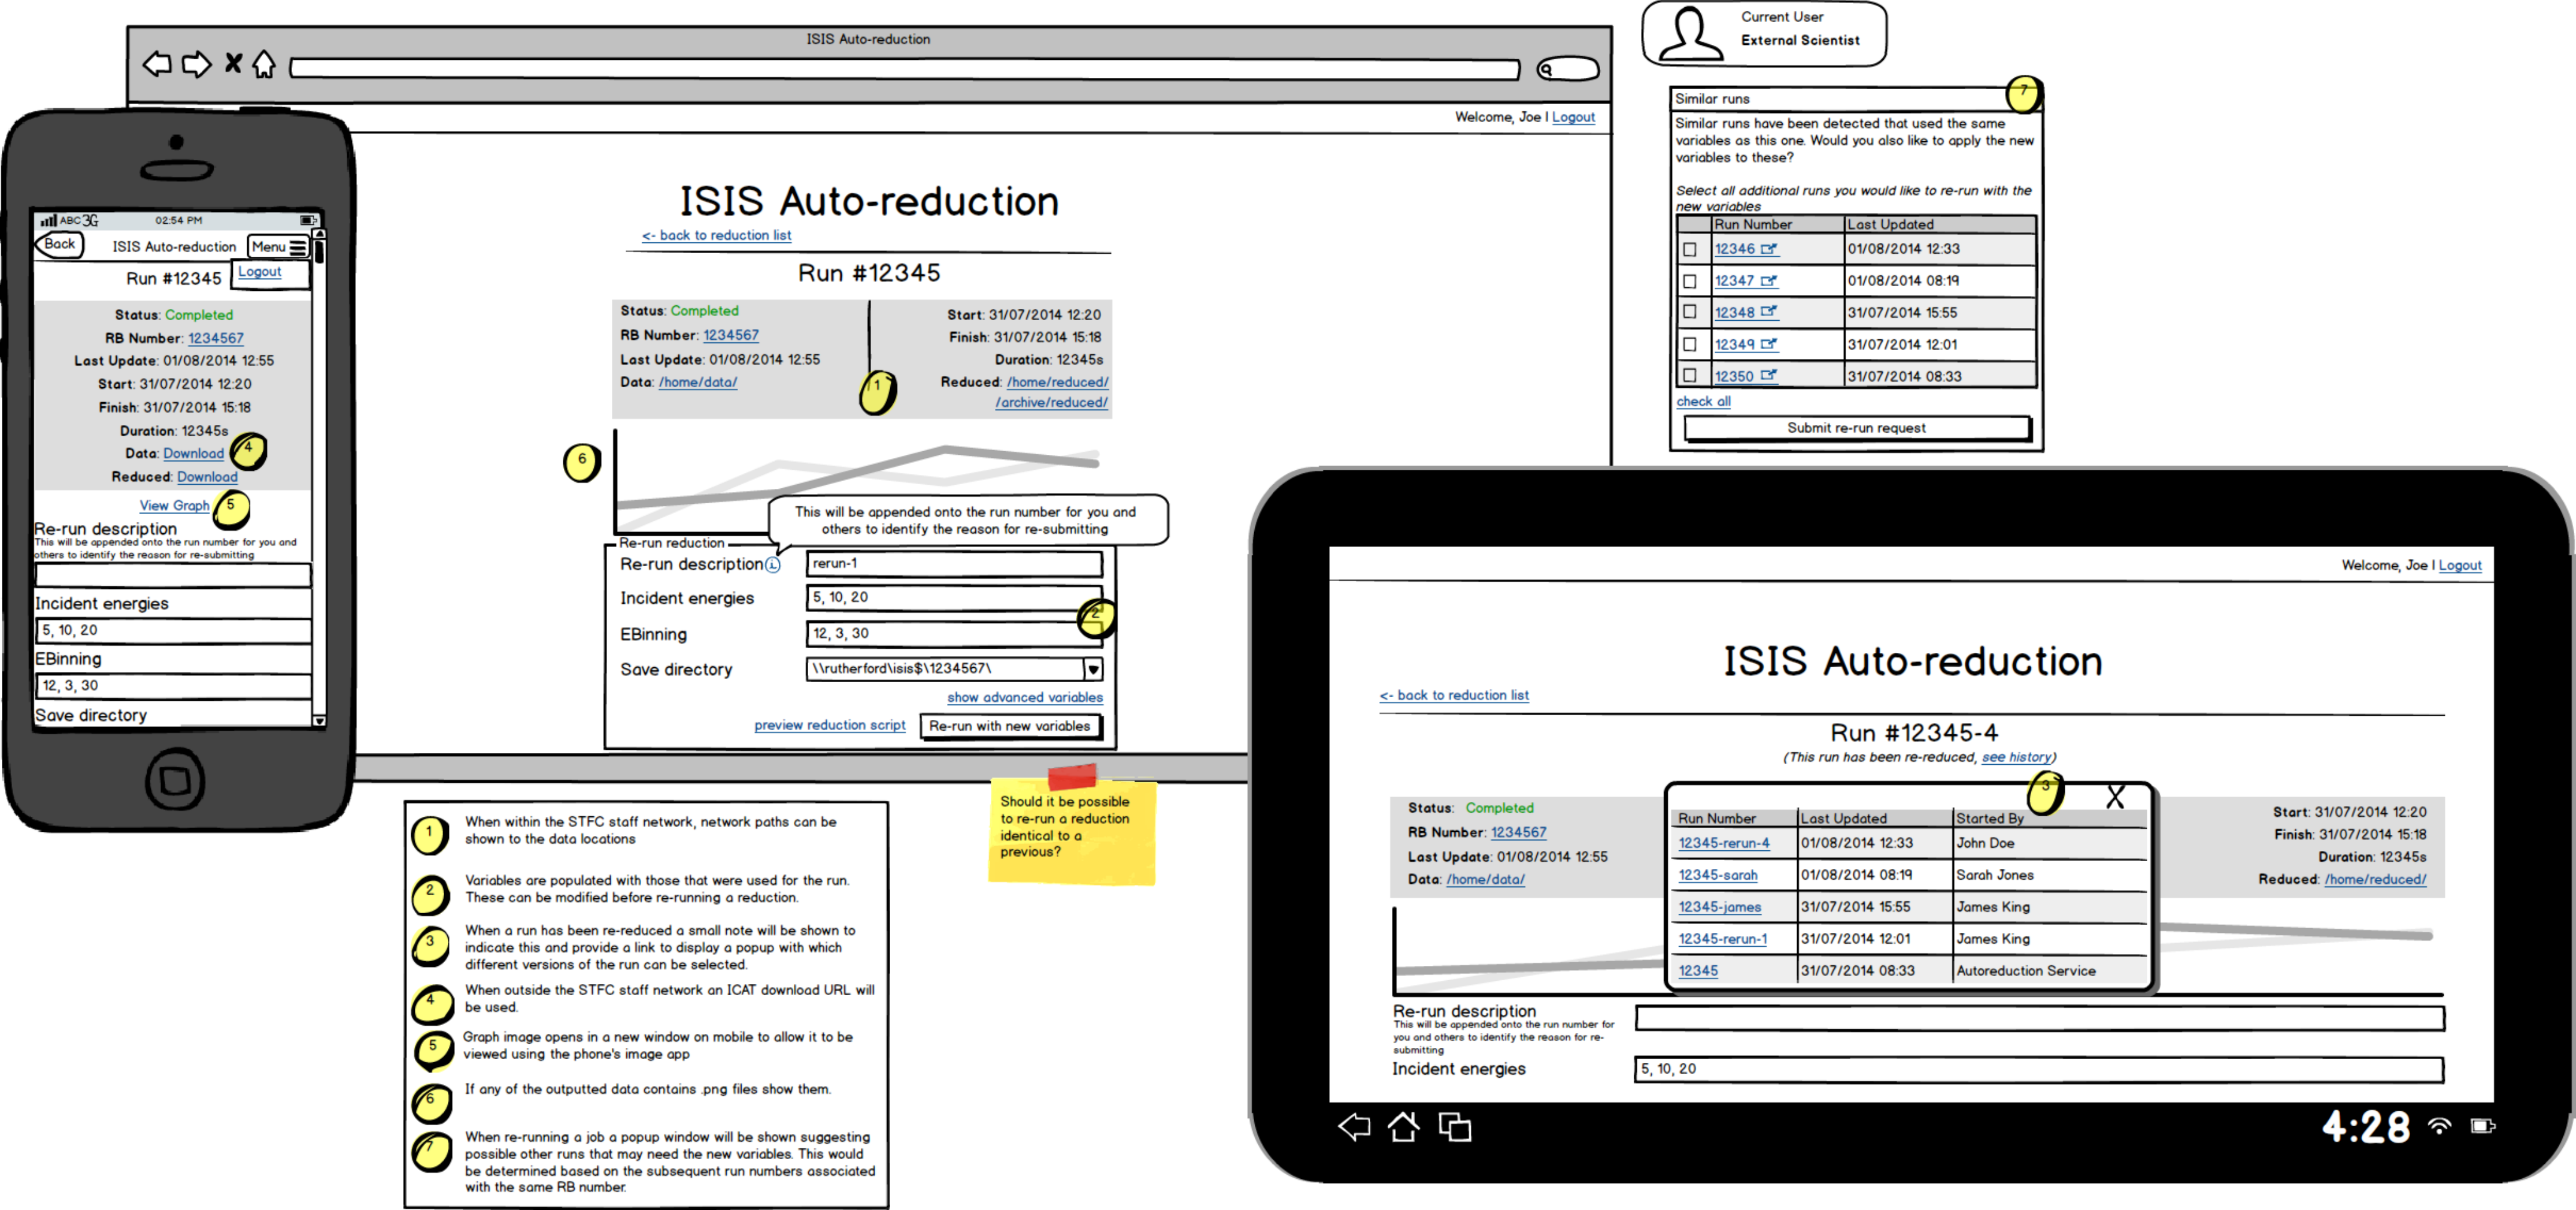 ISIS Auto-reduction
Welcome, Joe | Logout
ISIS Auto-reduction
<- back to reduction list
Run #12345
Status: Completed
RB Number: 1234567
Last Update: 01/08/2014 12:55
Data: /home/data/
1
Start: 31/07/2014 12:20
Finish: 31/07/2014 15:18
Duration: 12345s
Reduced: /home/reduced/
/archive/reduced/
6
This will be appended onto the run number for you and
others to identify the reason for re-submitting
Re-run reduction
Re-run description i
rerun-1
Incident energies
5, 10, 20
2
EBinning
12, 3, 30
Save directory
\\rutherford\isis$\1234567\
show advanced variables
preview reduction script
Re-run with new variables
ABC 3G
02:54 PM
Back
ISIS Auto-reduction
Menu
Logout
Run #12345
Status: Completed
RB Number: 1234567
Last Update: 01/08/2014 12:55
Start: 31/07/2014 12:20
Finish: 31/07/2014 15:18
Duration: 12345s
4
Data: Download
Reduced: Download
View Graph
5
Re-run description
This will be appended onto the run number for you and
others to identify the reason for re-submitting
Incident energies
5, 10, 20
EBinning
12, 3, 30
Save directory
Current User
External Scientist
Similar runs
7
Similar runs have been detected that used the same
variables as this one. Would you also like to apply the new
variables to these?
Select all additional runs you would like to re-run with the
new variables
Run Number Last Updated
12346 01/08/2014 12:33
12347 01/08/2014 08:19
12348 31/07/2014 15:55
12349 31/07/2014 12:01
12350 31/07/2014 08:33
check all
Submit re-run request
Should it be possible
to re-run a reduction
identical to a
previous?
1
When within the STFC staff network, network paths can be
shown to the data locations
2
Variables are populated with those that were used for the run.
These can be modified before re-running a reduction.
3
When a run has been re-reduced a small note will be shown to
indicate this and provide a link to display a popup with which
different versions of the run can be selected.
4
When outside the STFC staff network an ICAT download URL will
be used.
5
Graph image opens in a new window on mobile to allow it to be
viewed using the phone's image app
6
If any of the outputted data contains .png files show them.
7
When re-running a job a popup window will be shown suggesting
possible other runs that may need the new variables. This would
be determined based on the subsequent run numbers associated
with the same RB number.
Welcome, Joe | Logout
ISIS Auto-reduction
<- back to reduction list
Run #12345-4
(This run has been re-reduced, see history)
Status: Completed
RB Number: 1234567
Last Update: 01/08/2014 12:55
Data: /home/data/
3
X
Run Number Last Updated Started By
12345-rerun-4 01/08/2014 12:33 John Doe
12345-sarah 01/08/2014 08:19 Sarah Jones
12345-james 31/07/2014 15:55 James King
12345-rerun-1 31/07/2014 12:01 James King
12345 31/07/2014 08:33 Autoreduction Service
Start: 31/07/2014 12:20
Finish: 31/07/2014 15:18
Duration: 12345s
Reduced: /home/reduced/
Re-run description
This will be appended onto the run number for
you and others to identify the reason for re-
submitting
Incident energies
5, 10, 20
4:28